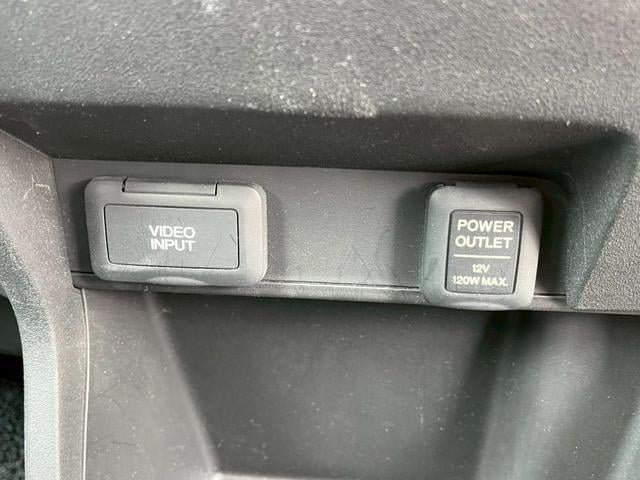 VIDEO
INPUT
POWER
OUTLET
12V
120W MAX.